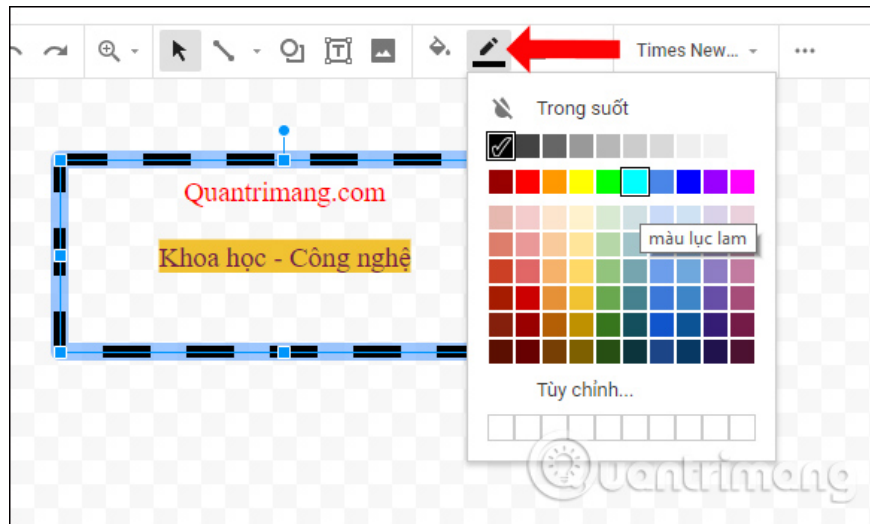 Times New...
Trong suốt
Quantrimang.com
màu lục lam
Khoa học - Công nghệ
Tùy chỉnh...
Quantrimang